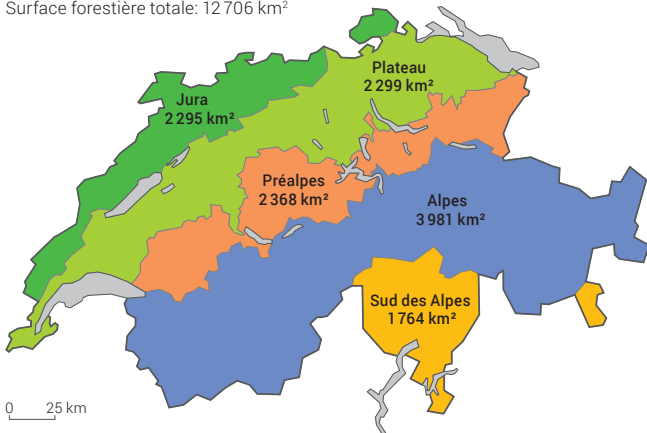 Surface forestière totale: 12 706 km²
Plateau
2 299 km²
Jura
2 295 km²
Préalpes
2 368 km²
Alpes
3 981 km²
Sud des Alpes
1 764 km²
0 25 km